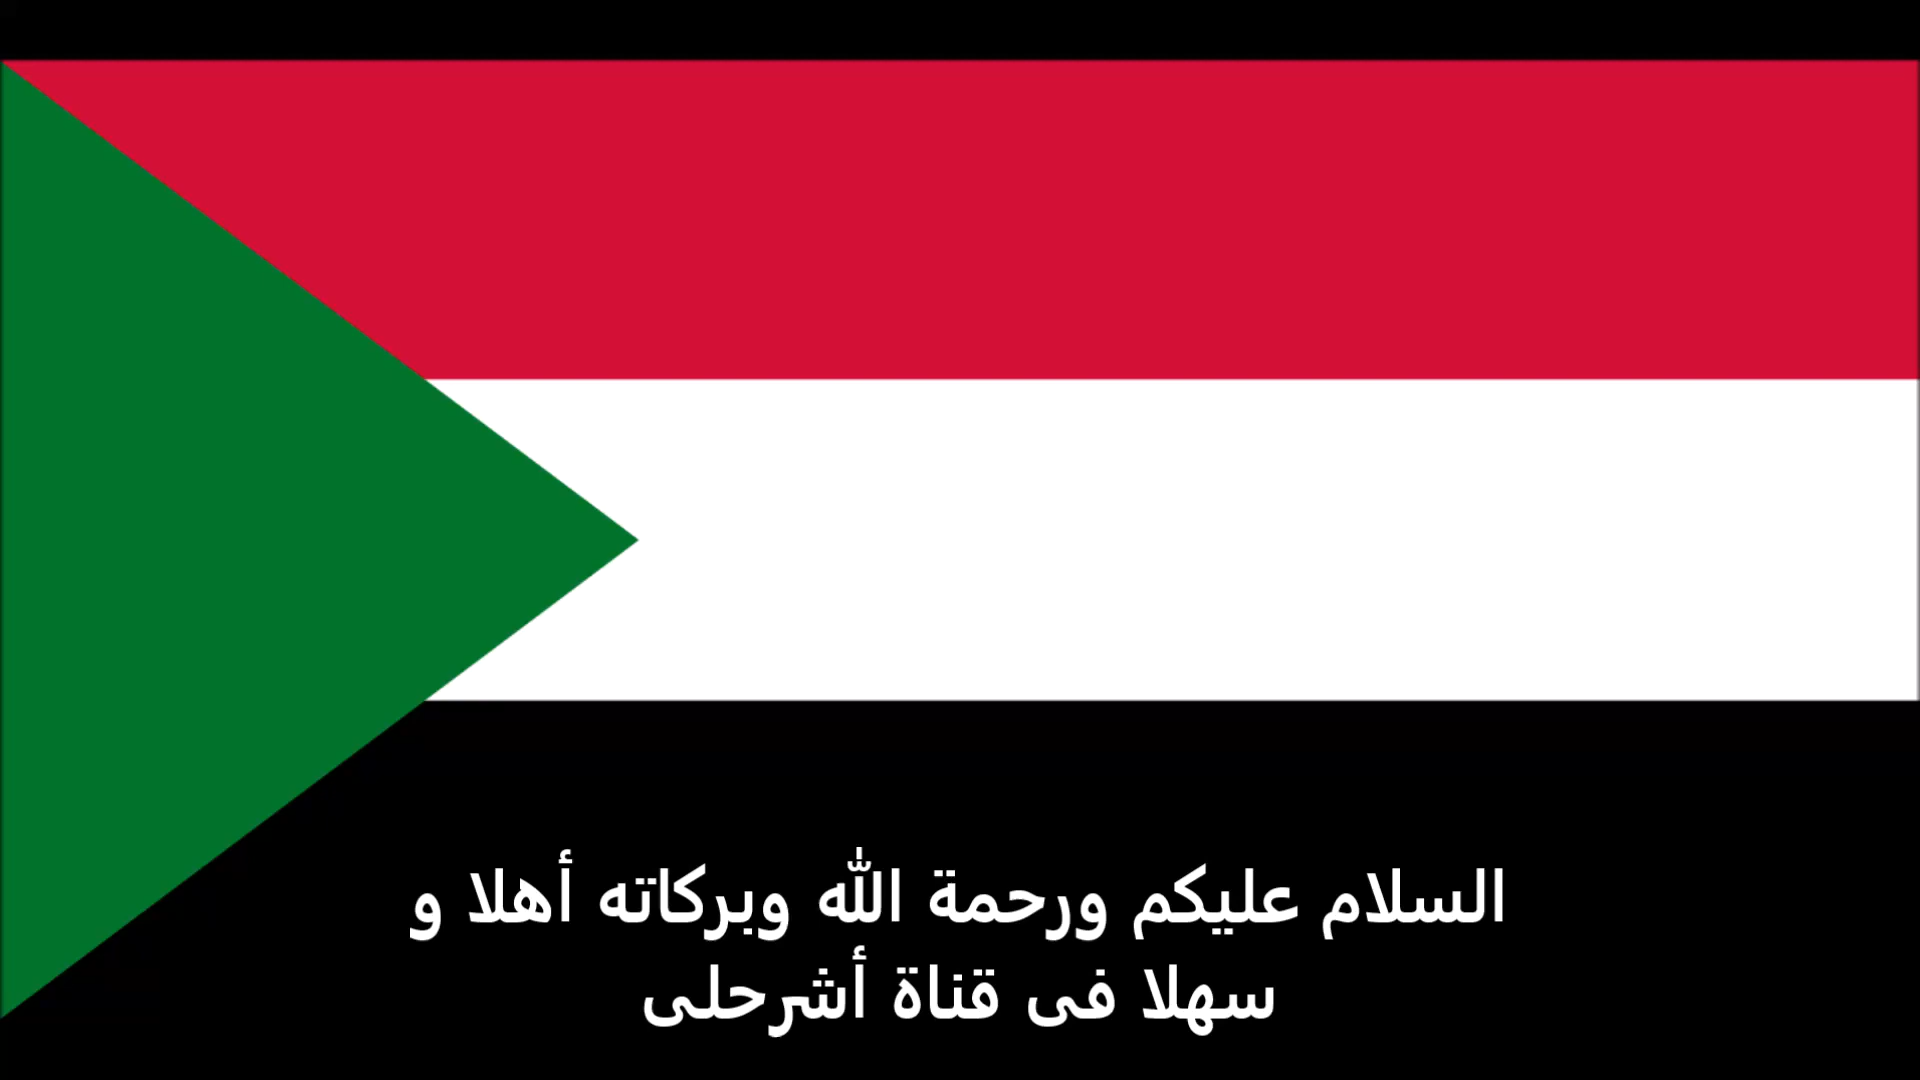 السلام عليكم ورحمة الله وبركاته أهلا و
سهلا فى قناة أشرحلى